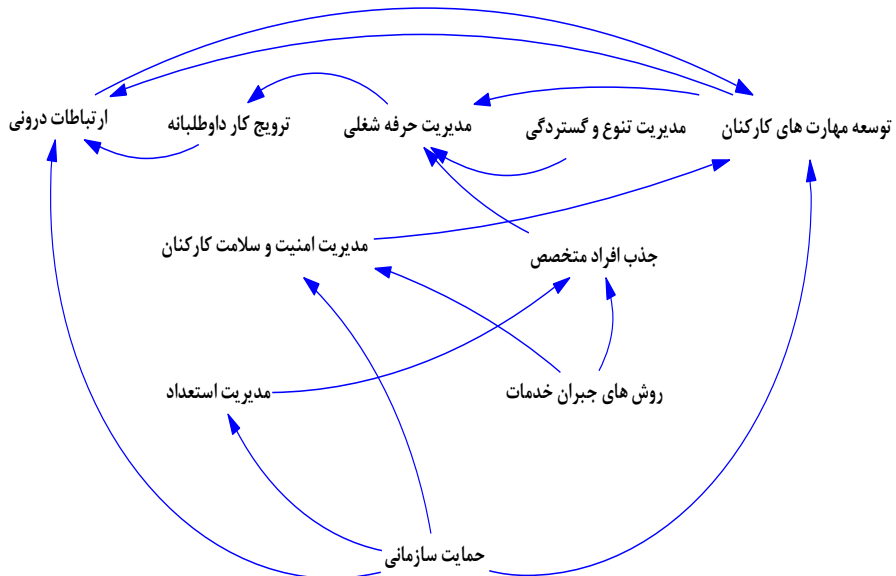 توسعه مهارت های کارکنان
مدیریت تنوع و گستردگی
مدیریت حرفه شغلی
ترویج کار داوطلبانه
ارتباطات درونی
جذب افراد متخصص
مدیریت امنیت و سلامت کارکنان
روش های جبران خدمات
مدیریت استعداد
حمایت سازمانی